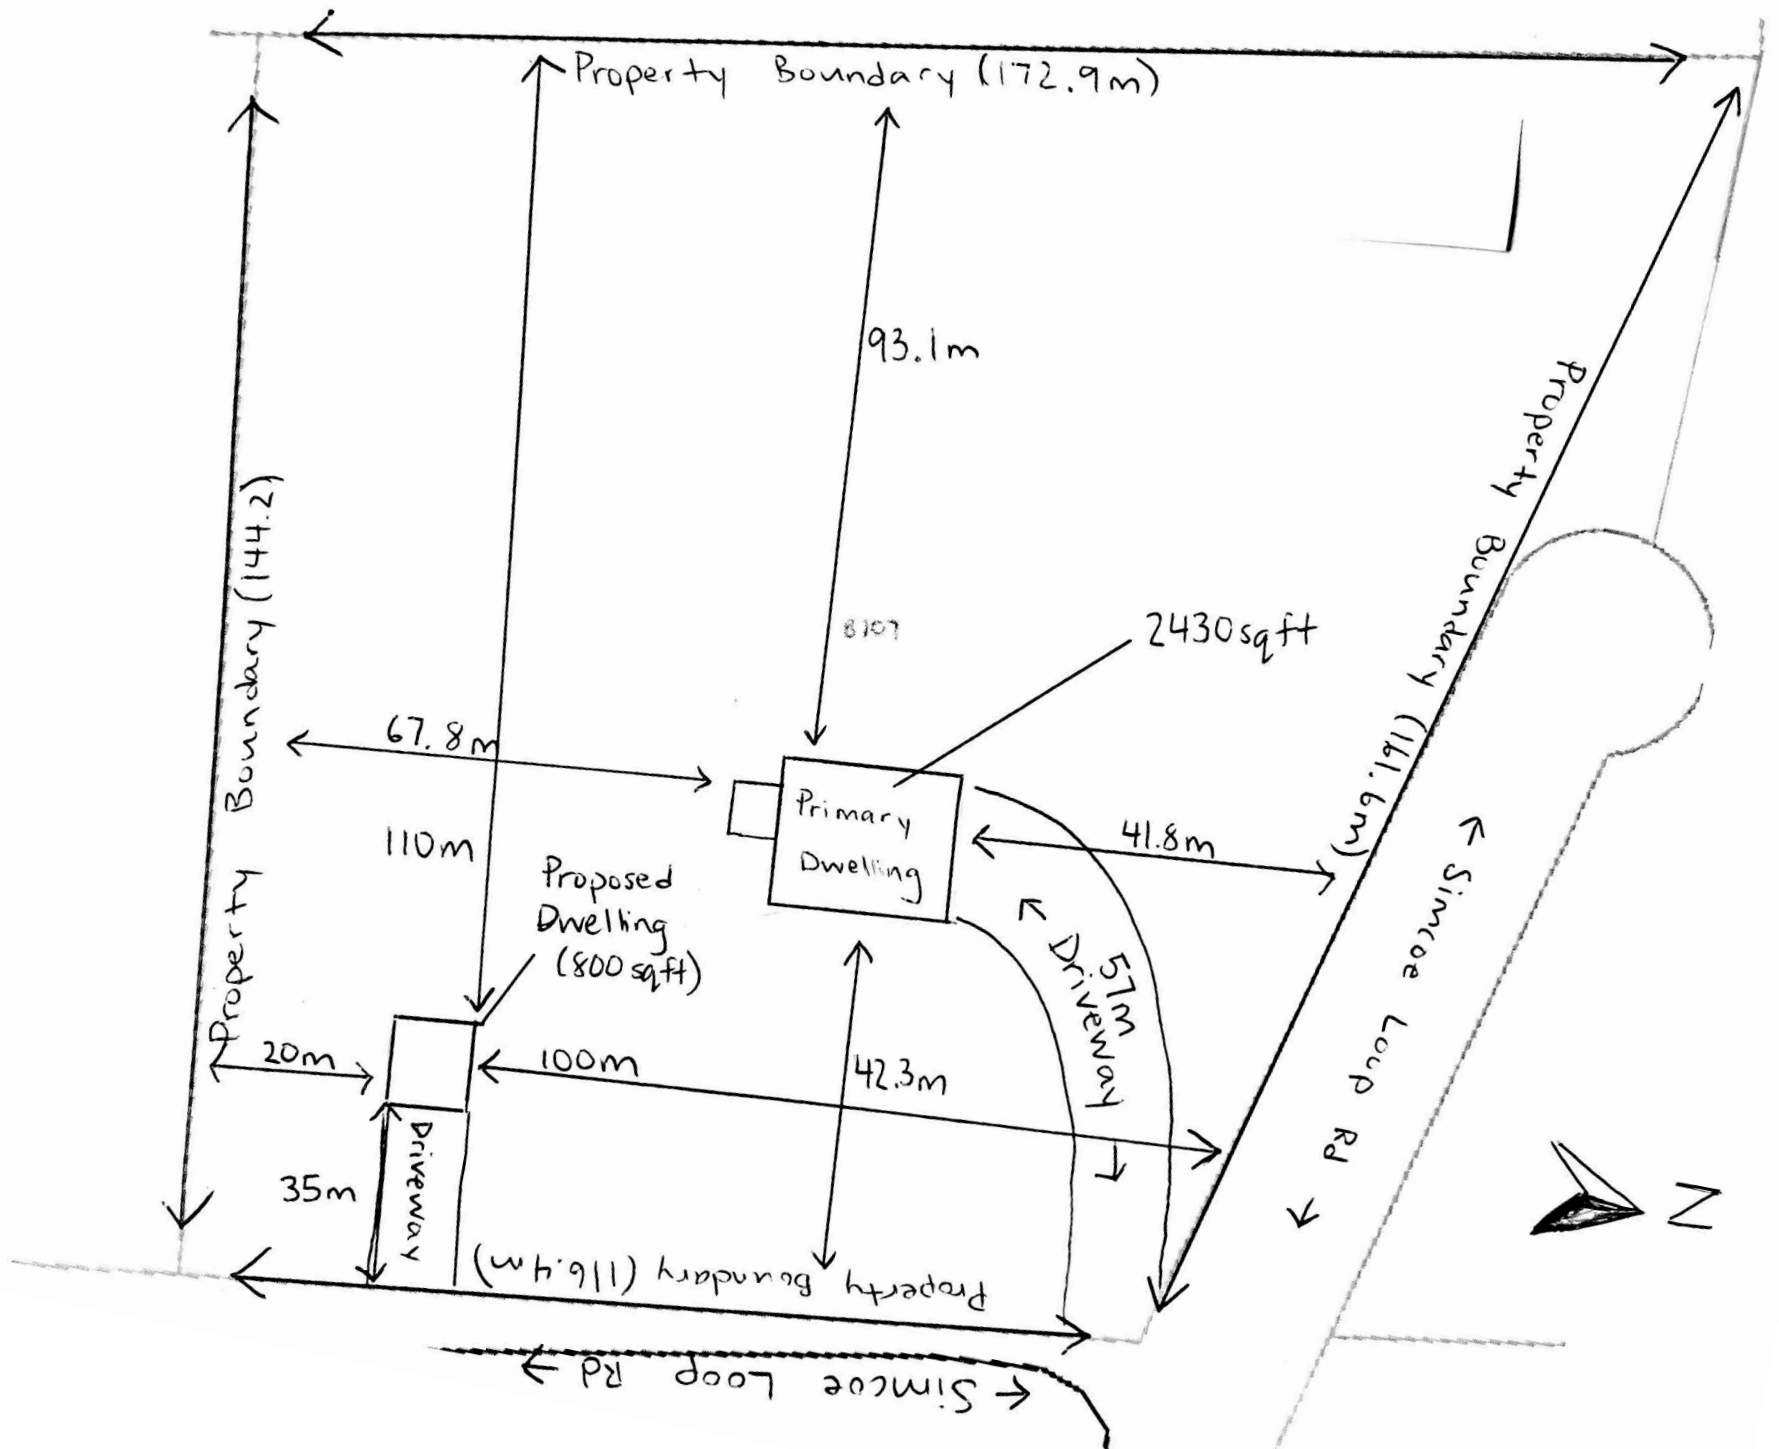 Property Boundary (172.9m)
93.1m
Property Boundary (161.6m)
Property Boundary (144.2)
8107
2430sqft
67.8m
Primary
Dwelling
41.8m
110m
Proposed
Dwelling
(800sqft)
57m
Driveway
Simcoe Loop Rd
20m
100m
42.3m
Driveway
35m
N
Property Boundary (116.4m)
Simcoe Loop Rd